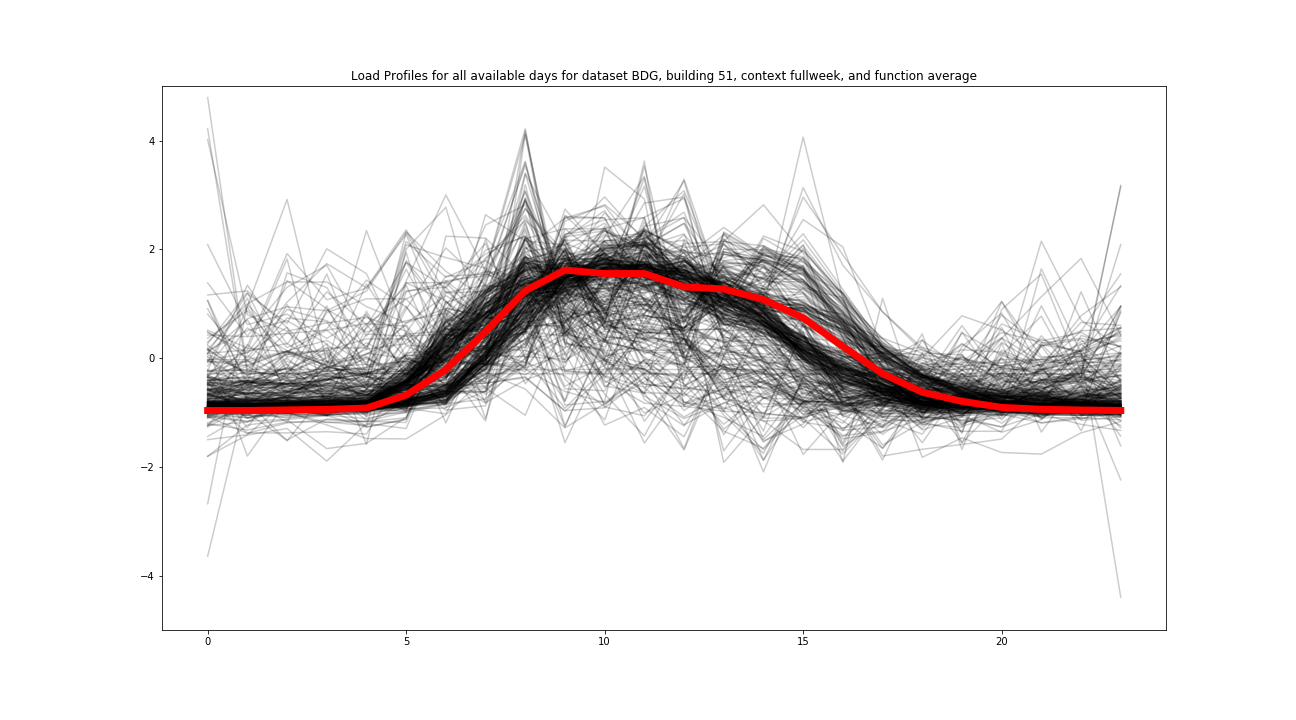 Load Profiles for all available days for dataset BDG, building 51, context fullweek, and function average
4
2
0
−2
−4
0 5 10 15 20